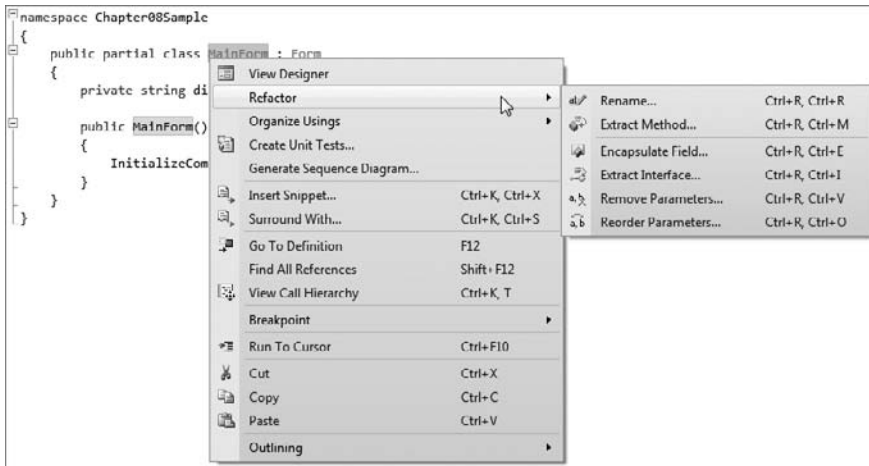 namespace Chapter08Sample
{
public partial class MainForm : Form
{
private string di
public MainForm()
{
InitializeCom
}
}
}
View Designer
Refactor
Organize Usings
Create Unit Tests...
Generate Sequence Diagram...
Insert Snippet... Ctrl+K, Ctrl+X
Surround With... Ctrl+K, Ctrl+S
Go To Definition F12
Find All References Shift+F12
View Call Hierarchy Ctrl+K, T
Breakpoint
Run To Cursor Ctrl+F10
Cut Ctrl+X
Copy Ctrl+C
Paste Ctrl+V
Outlining
Rename... Ctrl+R, Ctrl+R
Extract Method... Ctrl+R, Ctrl+M
Encapsulate Field... Ctrl+R, Ctrl+E
Extract Interface... Ctrl+R, Ctrl+I
Remove Parameters... Ctrl+R, Ctrl+V
Reorder Parameters... Ctrl+R, Ctrl+O